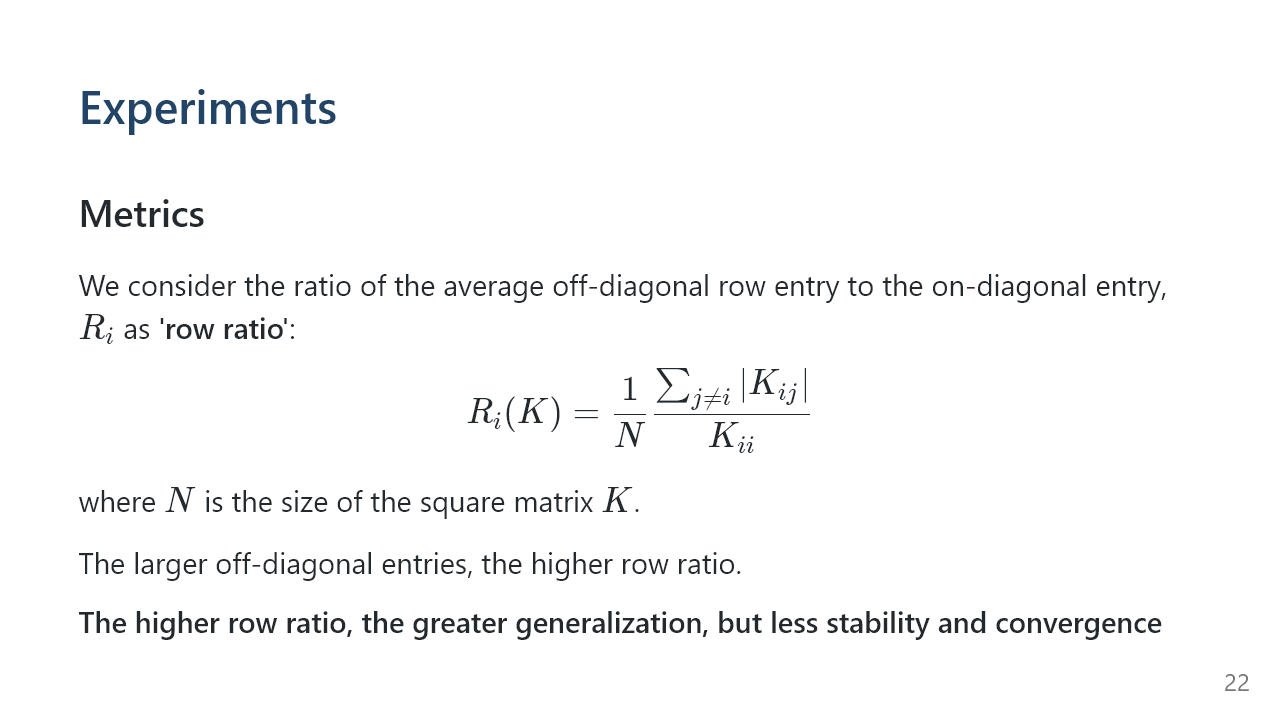 Experiments
Metrics
We consider the ratio of the average off-diagonal row entry to the on-diagonal entry,
$R_i$ as 'row ratio':
$R_i(K) = \frac{1}{N} \frac{\sum_{j \neq i} |K_{ij}|}{K_{ii}}$
where $N$ is the size of the square matrix $K$.
The larger off-diagonal entries, the higher row ratio.
The higher row ratio, the greater generalization, but less stability and convergence
22